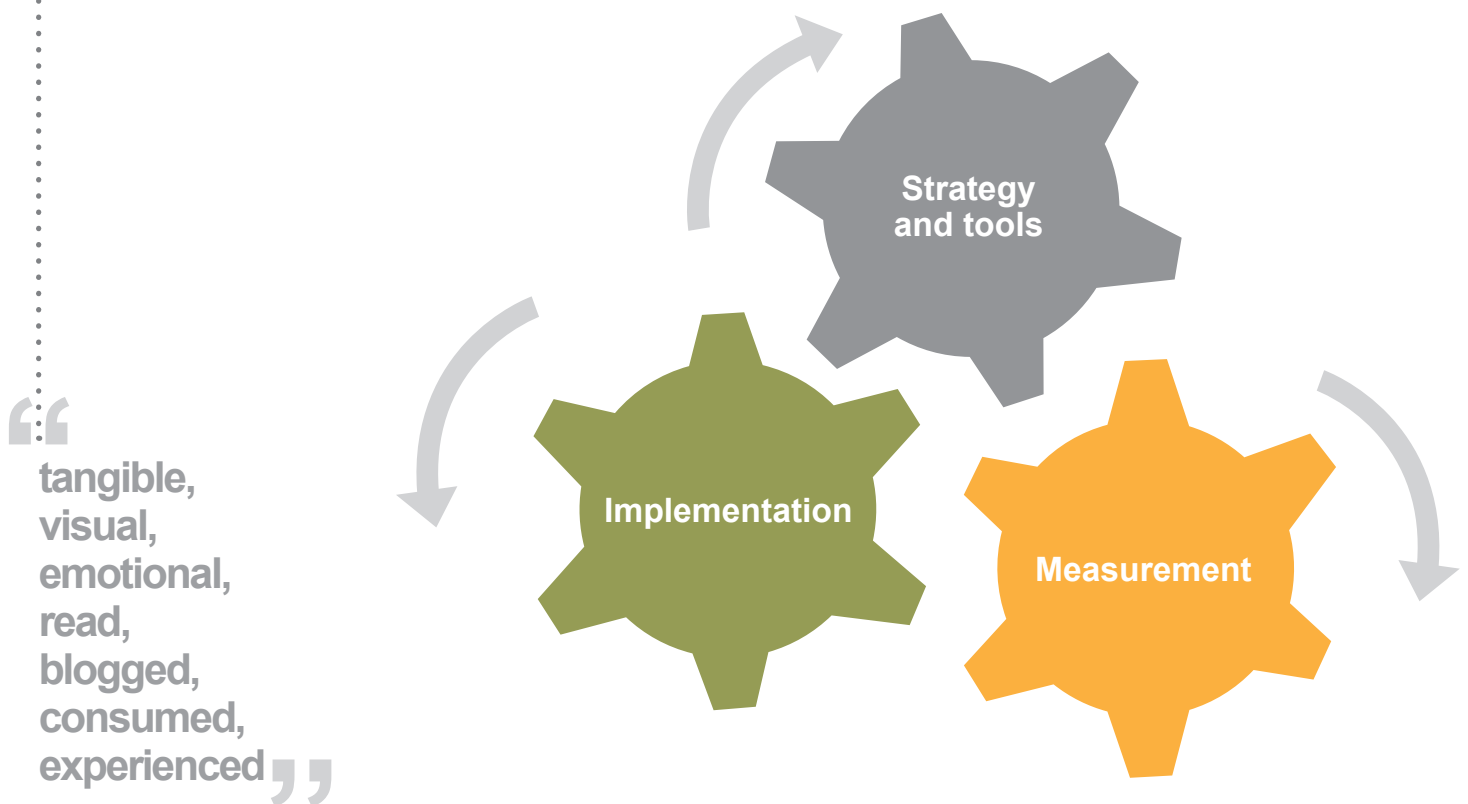 Strategy
and tools
Implementation
Measurement
“
tangible,
visual,
emotional,
read,
blogged,
consumed,
experienced ”